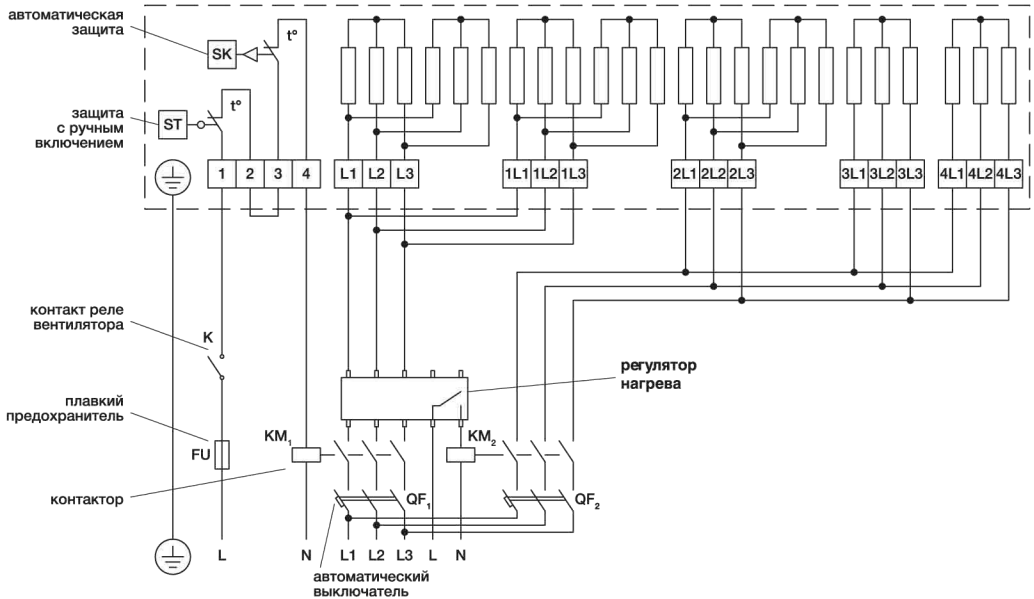 автоматическая
защита
SK
t°
защита
с ручным
включением
ST
t°
1 2 3 4
L1 L2 L3
1L1 1L2 1L3
2L1 2L2 2L3
3L1 3L2 3L3
4L1 4L2 4L3
контакт реле
вентилятора
K
регулятор
нагрева
плавкий
предохранитель
FU
KM1
KM2
контактор
QF1
QF2
L N L1 L2 L3 L N
автоматический
выключатель